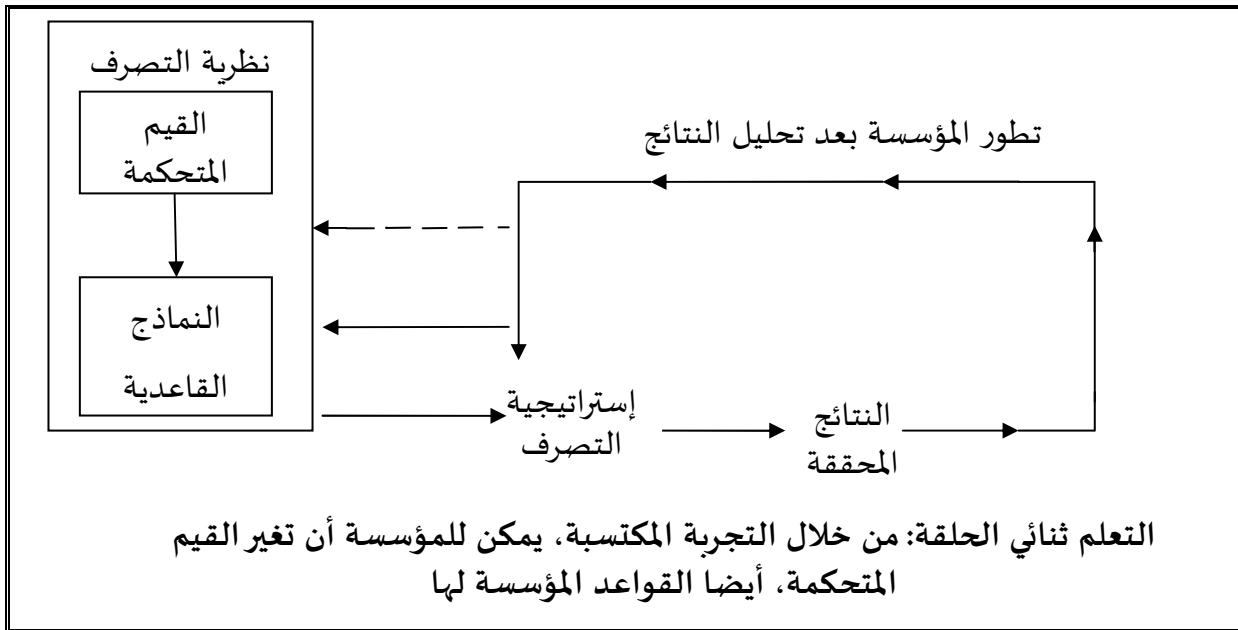 نظرية التصرف
القيم
المتحكمة
تطور المؤسسة بعد تحليل النتائج
النماذج
القاعدية
إستراتيجية
التصرف
النتائج
المحققة
التعلم ثنائي الحلقة: من خلال التجربة المكتسبة، يمكن للمؤسسة أن تغير القيم
المتحكمة، أيضا القواعد المؤسسة لها